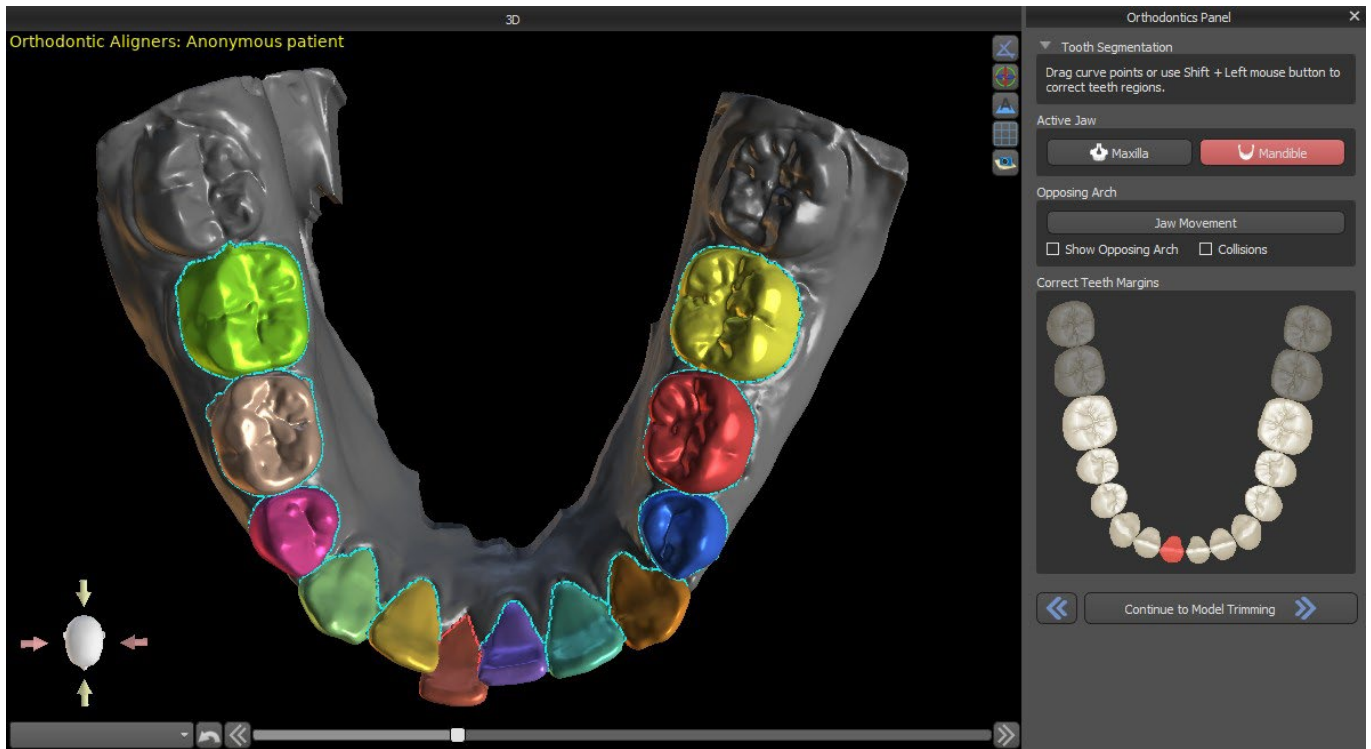 3D
Orthodontic Aligners: Anonymous patient
Orthodontics Panel
Tooth Segmentation
Drag curve points or use Shift + Left mouse button to
correct teeth regions.
Active Jaw
Maxilla
Mandible
Opposing Arch
Jaw Movement
Show Opposing Arch
Collisions
Correct Teeth Margins
Continue to Model Trimming